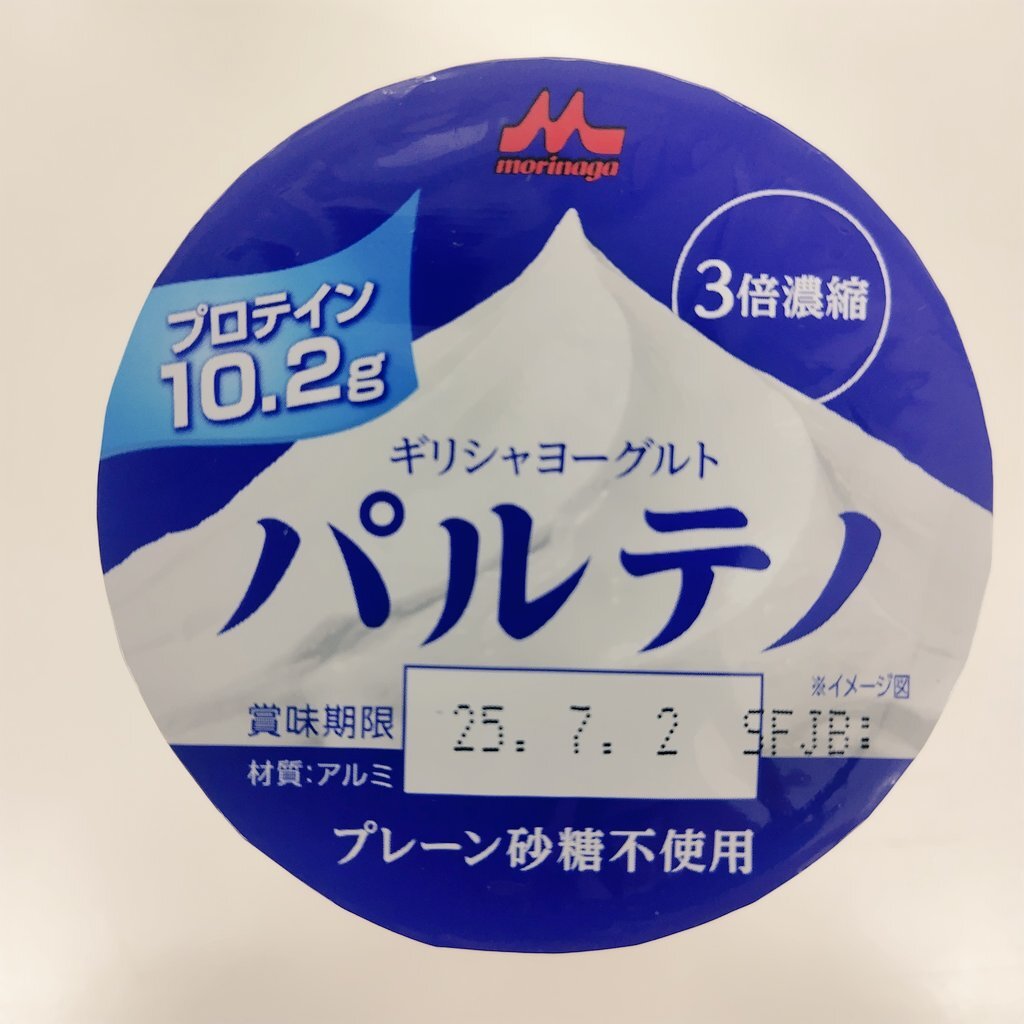 morinaga
3倍濃縮
プロテイン
10.2g
ギリシャヨーグルト
パルテノ
※イメージ図
賞味期限 25. 7. 2 SFJB:
材質:アルミ
プレーン砂糖不使用